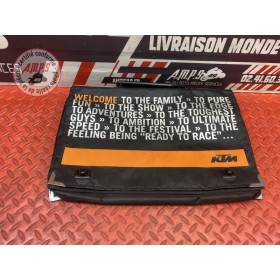 LIVRAISON MONDE
A.M.P.S
A.M.P.S
02.41.60.5
WELCOME TO THE FAMILY » TO PURE
FUN » TO THE SHOW » TO THE EDGE
TO ADVENTURES » TO THE TOUGHEST
GUYS » TO AMBITION » TO ULTIMATE
SPEED » TO THE FESTIVAL » TO THE
FEELING BEING "READY TO RACE"...
KTM